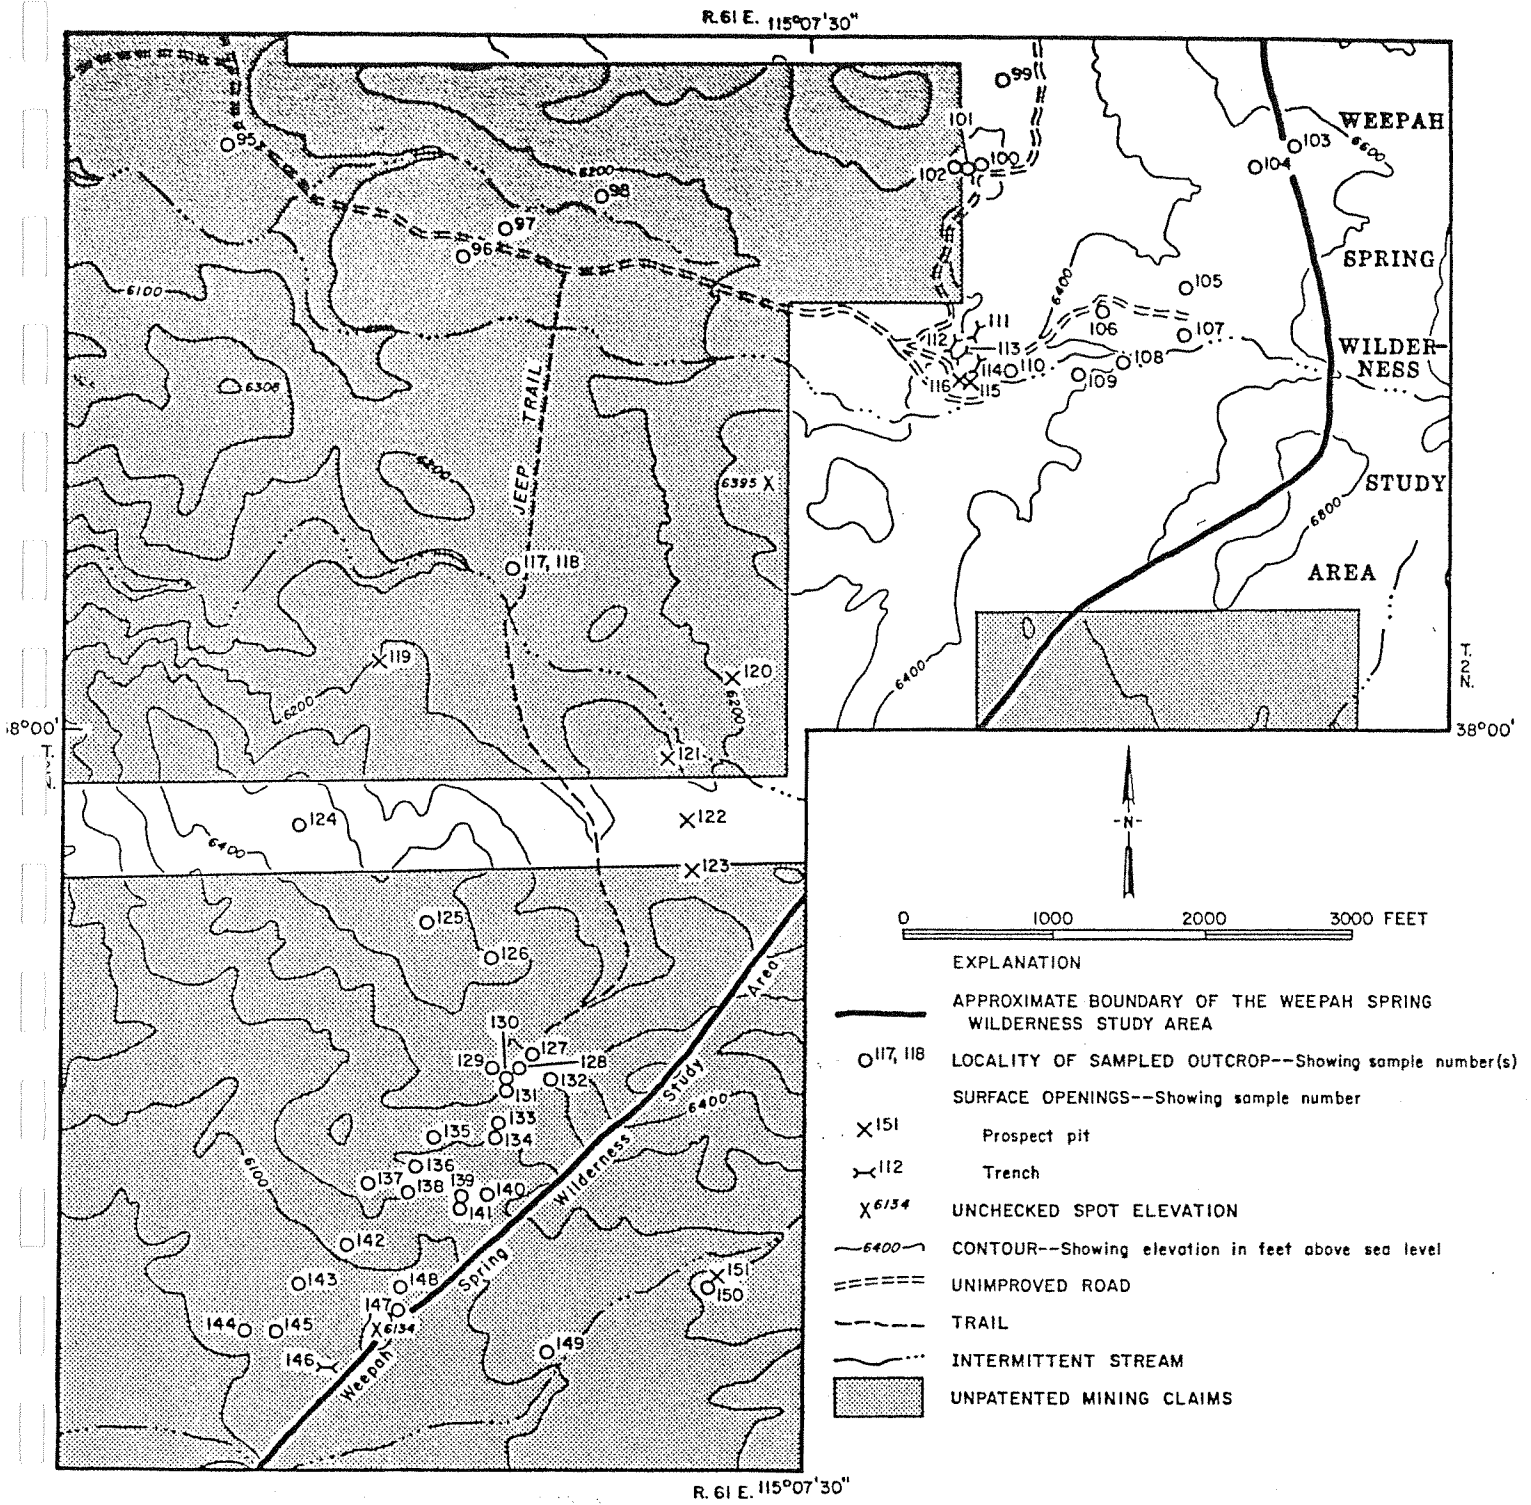 R. 61 E. 115°07'30"
99
101
WEEPAH
95
103
6600
100
104
102
6200
98
97
96
SPRING
6400
105
6100
106
111
107
112
113
WILDER-
NESS
108
114
110
6308
116
115
109
JEEP TRAIL
6200
6395
STUDY
6800
117, 118
AREA
119
120
T.
2
N.
6400
6200
6200
38°00'
8°00'
T.
N.
121
122
124
6400
123
0 1000 2000 3000 FEET
N
125
126
EXPLANATION
APPROXIMATE BOUNDARY OF THE WEEPAH SPRING
WILDERNESS STUDY AREA
117, 118 LOCALITY OF SAMPLED OUTCROP--Showing sample number(s)
SURFACE OPENINGS--Showing sample number
151 Prospect pit
112 Trench
6134 UNCHECKED SPOT ELEVATION
6400 CONTOUR--Showing elevation in feet above sea level
UNIMPROVED ROAD
TRAIL
INTERMITTENT STREAM
UNPATENTED MINING CLAIMS
130
127
129
128
132
131
6400
133
135
134
136
6100
137
139
138
140
141
142
143
148
151
150
147
144
145
6134
149
146
Weepah Spring Wilderness Study Area
R. 61 E. 115°07'30"